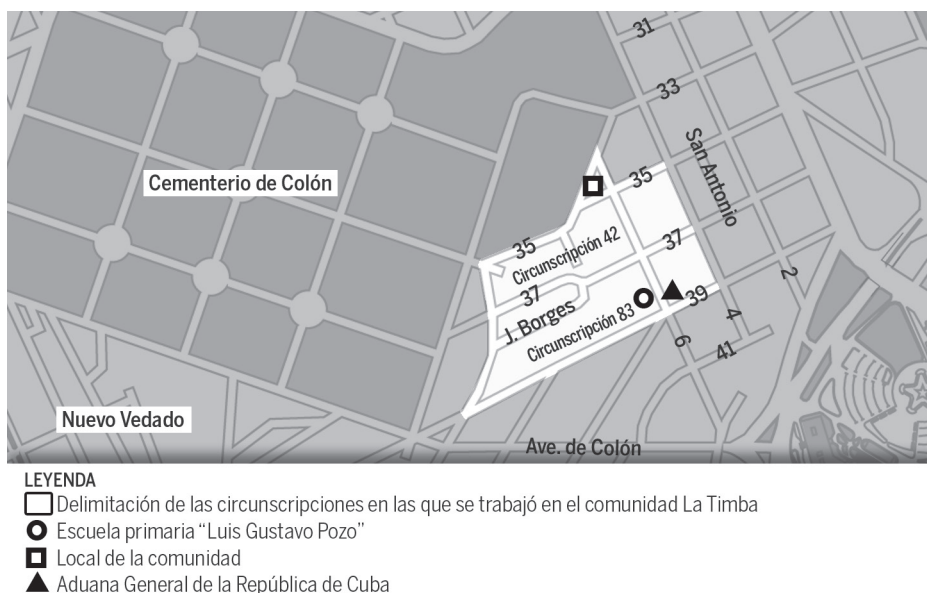 31
33
San Antonio
Cementerio de Colón
35
35
Circunscripción 42
37
37
2
J. Borges
Circunscripción 83
39
4
6
41
Nuevo Vedado
Ave. de Colón
LEYENDA
Delimitación de las circunscripciones en las que se trabajó en el comunidad La Timba
Escuela primaria “Luis Gustavo Pozo”
Local de la comunidad
Aduana General de la República de Cuba